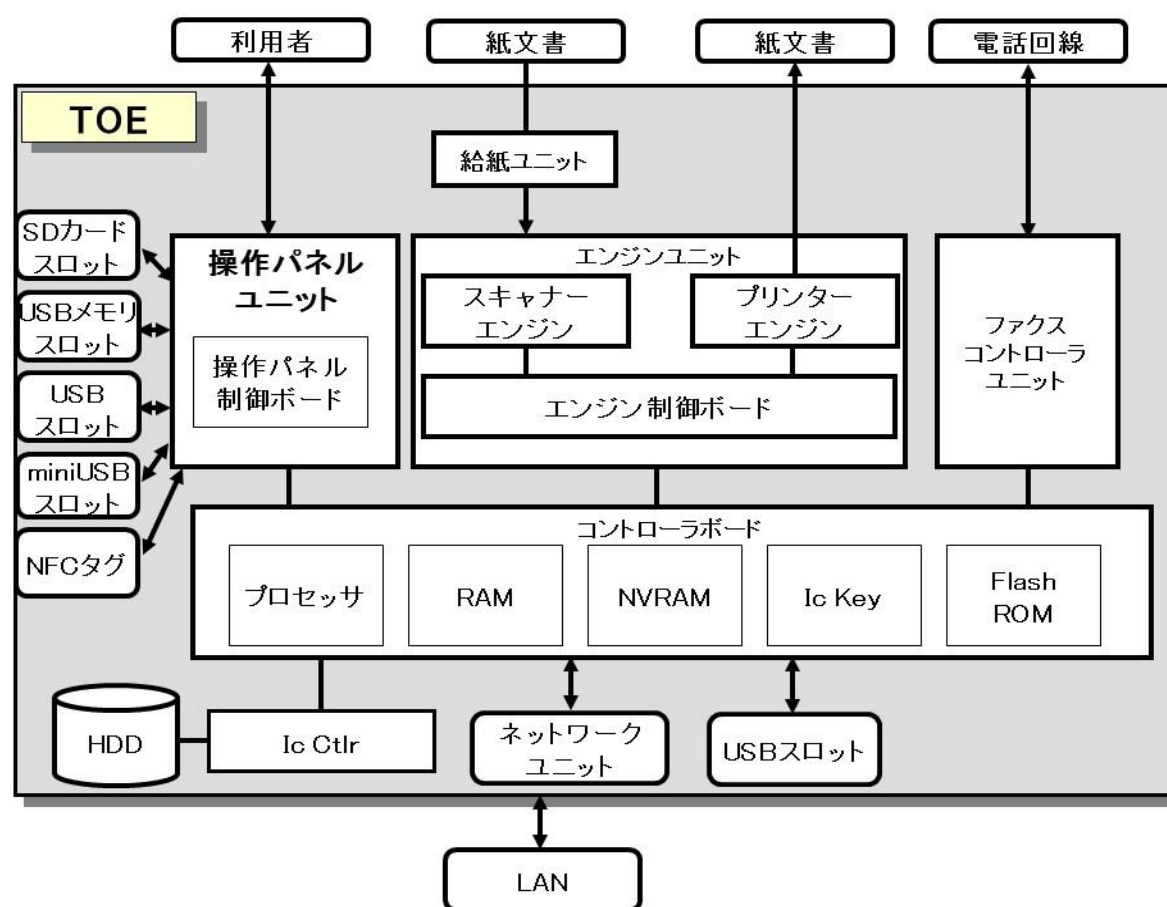 利用者
紙文書
紙文書
電話回線
TOE
給紙ユニット
SDカード
スロット
USBメモリ
スロット
USB
スロット
miniUSB
スロット
NFCタグ
操作パネル
ユニット
操作パネル
制御ボード
エンジンユニット
スキャナー
エンジン
プリンター
エンジン
エンジン制御ボード
ファクス
コントローラ
ユニット
コントローラボード
プロセッサ
RAM
NVRAM
Ic Key
Flash
ROM
HDD
Ic Ctlr
ネットワーク
ユニット
USBスロット
LAN